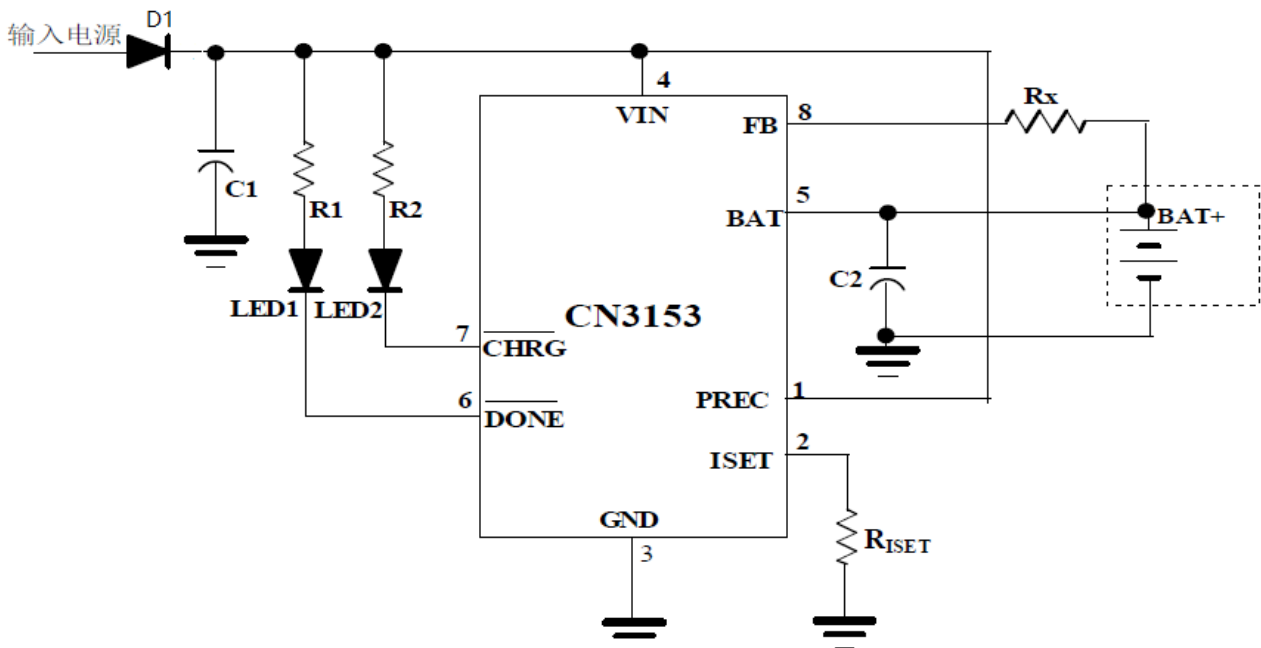 输入电源
D1
4
VIN
FB
8
Rx
C1
R1
R2
BAT
5
BAT+
LED1
LED2
C2
CN3153
7
CHRG
PREC
1
6
DONE
ISET
2
GND
3
RISET